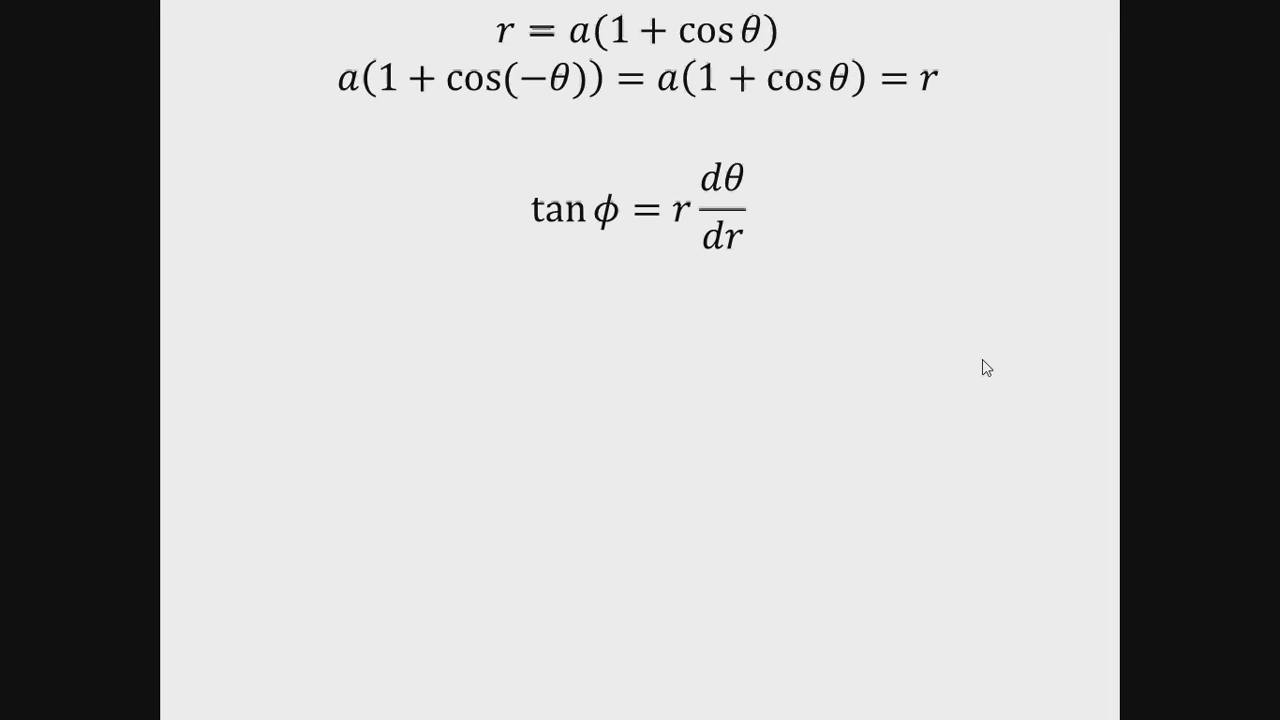 r = a(1 + cos θ)
a(1 + cos(−θ)) = a(1 + cos θ) = r
tan ϕ = r dθ/dr